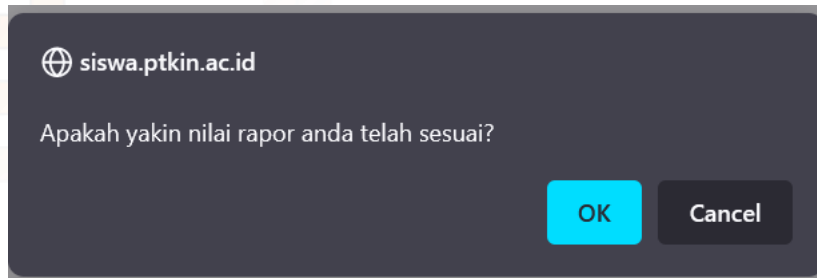 siswa.ptkin.ac.id
Apakah yakin nilai rapor anda telah sesuai?
OK Cancel